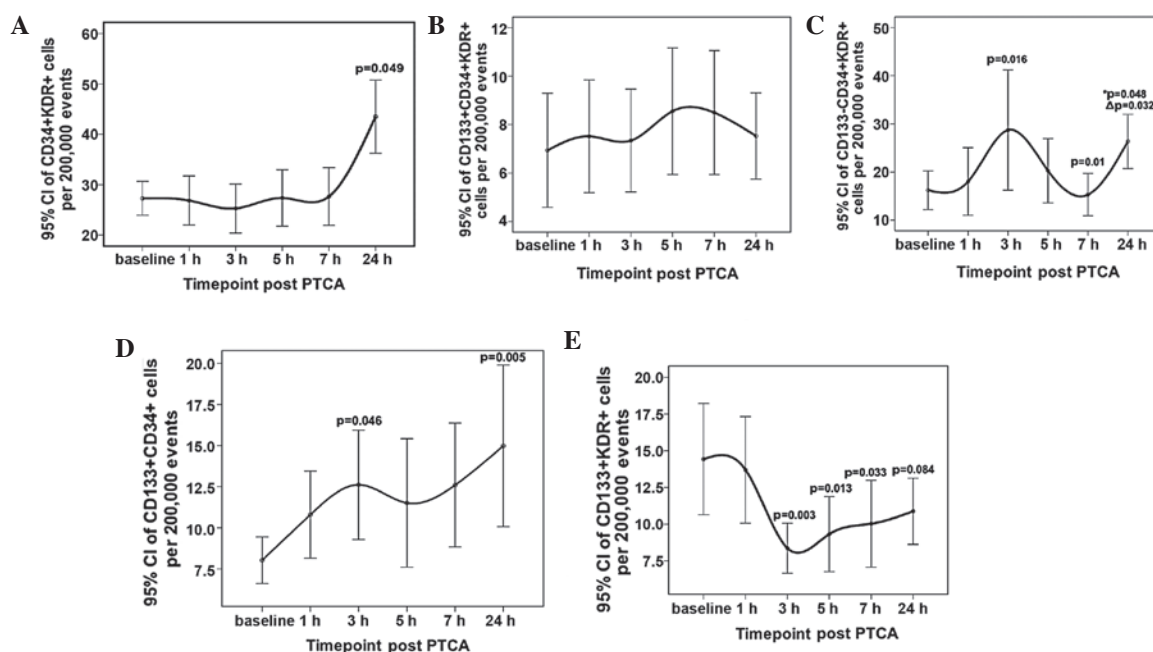 A
95% CI of CD34+KDR+ cells
per 200,000 events
60
50
40
30
20
p=0.049
baseline 1 h 3 h 5 h 7 h 24 h
Timepoint post PTCA
B
95% CI of CD133+CD34+KDR+
cells per 200,000 events
12
10
8
6
4
baseline 1 h 3 h 5 h 7 h 24 h
Timepoint post PTCA
C
95% CI of CD133-CD34+KDR+
cells per 200,000 events
50
40
30
20
10
p=0.016
p=0.01
*p=0.048
Δp=0.032
baseline 1 h 3 h 5 h 7 h 24 h
Timepoint post PTCA
D
95% CI of CD133+CD34+ cells
per 200,000 events
20.0
17.5
15.0
12.5
10.0
7.5
p=0.046
p=0.005
baseline 1 h 3 h 5 h 7 h 24 h
Timepoint post PTCA
E
95% CI of CD133+KDR+ cells
per 200,000 events
20.0
17.5
15.0
12.5
10.0
7.5
p=0.003
p=0.013
p=0.033
p=0.084
baseline 1 h 3 h 5 h 7 h 24 h
Timepoint post PTCA